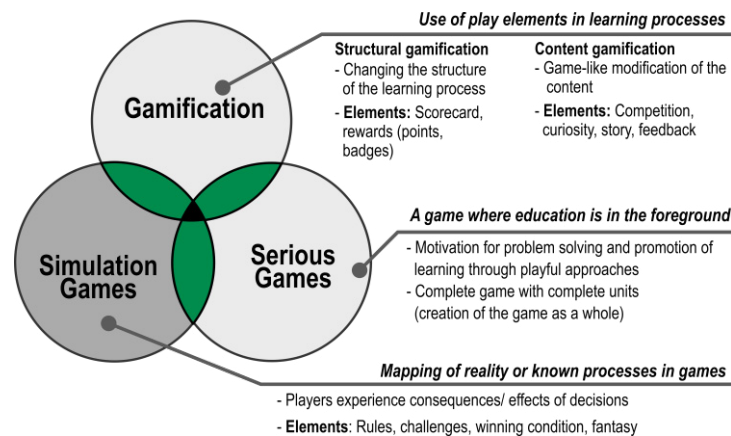 Use of play elements in learning processes
Structural gamification
- Changing the structure
of the learning process
- Elements: Scorecard,
rewards (points,
badges)
Content gamification
- Game-like modification of the
content
- Elements: Competition,
curiosity, story, feedback
Gamification
A game where education is in the foreground
- Motivation for problem solving and promotion of
learning through playful approaches
- Complete game with complete units
(creation of the game as a whole)
Simulation
Games
Serious
Games
Mapping of reality or known processes in games
- Players experience consequences/ effects of decisions
- Elements: Rules, challenges, winning condition, fantasy